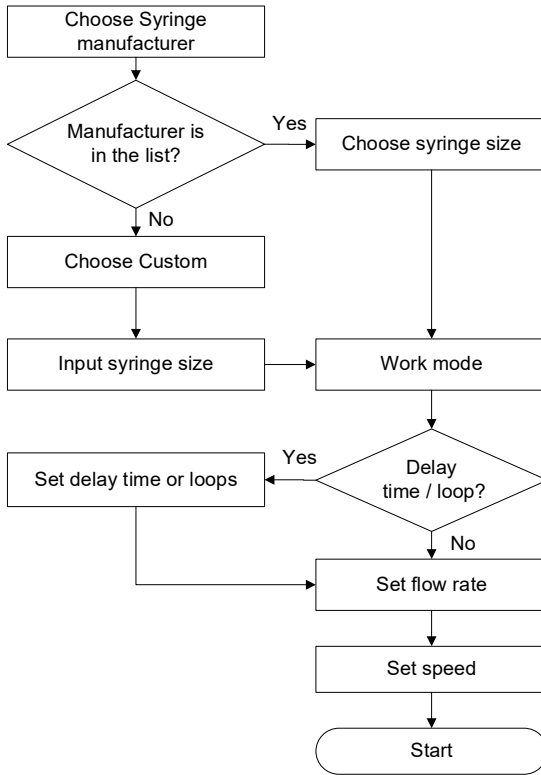 Choose Syringe
manufacturer
Manufacturer is
in the list?
Yes
Choose syringe size
No
Choose Custom
Input syringe size
Work mode
Delay
time / loop?
Yes
Set delay time or loops
No
Set flow rate
Set speed
Start